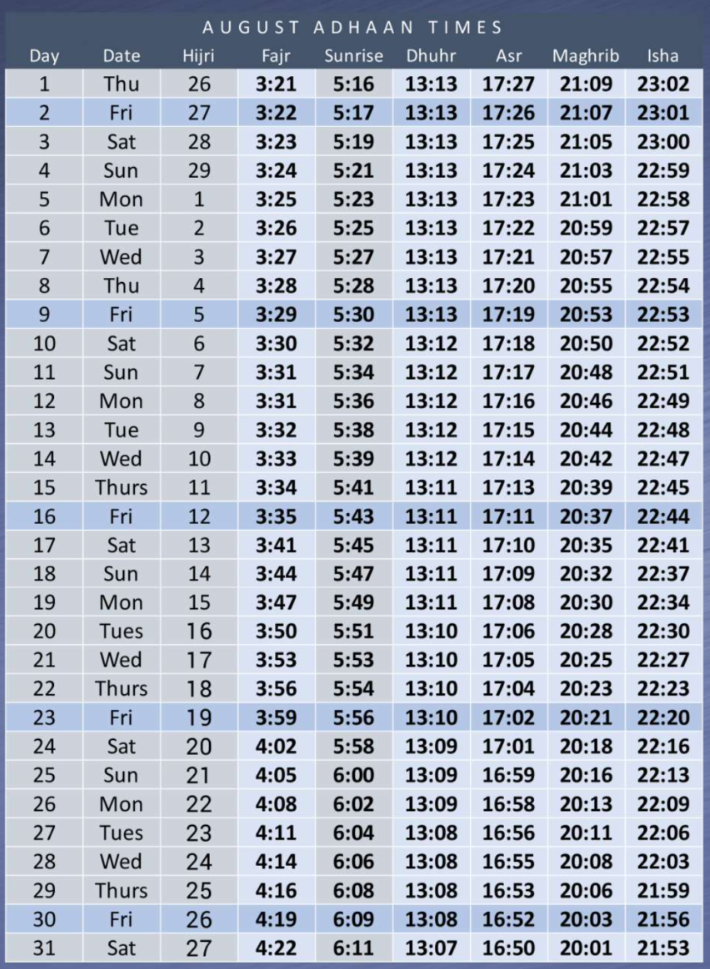 AUGUST ADHAAN TIMES
Day Date Hijri Fajr Sunrise Dhuhr Asr Maghrib Isha
1 Thu 26 3:21 5:16 13:13 17:27 21:09 23:02
2 Fri 27 3:22 5:17 13:13 17:26 21:07 23:01
3 Sat 28 3:23 5:19 13:13 17:25 21:05 23:00
4 Sun 29 3:24 5:21 13:13 17:24 21:03 22:59
5 Mon 1 3:25 5:23 13:13 17:23 21:01 22:58
6 Tue 2 3:26 5:25 13:13 17:22 20:59 22:57
7 Wed 3 3:27 5:27 13:13 17:21 20:57 22:55
8 Thu 4 3:28 5:28 13:13 17:20 20:55 22:54
9 Fri 5 3:29 5:30 13:13 17:19 20:53 22:53
10 Sat 6 3:30 5:32 13:12 17:18 20:50 22:52
11 Sun 7 3:31 5:34 13:12 17:17 20:48 22:51
12 Mon 8 3:31 5:36 13:12 17:16 20:46 22:49
13 Tue 9 3:32 5:38 13:12 17:15 20:44 22:48
14 Wed 10 3:33 5:39 13:12 17:14 20:42 22:47
15 Thurs 11 3:34 5:41 13:11 17:13 20:39 22:45
16 Fri 12 3:35 5:43 13:11 17:11 20:37 22:44
17 Sat 13 3:41 5:45 13:11 17:10 20:35 22:41
18 Sun 14 3:44 5:47 13:11 17:09 20:32 22:37
19 Mon 15 3:47 5:49 13:11 17:08 20:30 22:34
20 Tues 16 3:50 5:51 13:10 17:06 20:28 22:30
21 Wed 17 3:53 5:53 13:10 17:05 20:25 22:27
22 Thurs 18 3:56 5:54 13:10 17:04 20:23 22:23
23 Fri 19 3:59 5:56 13:10 17:02 20:21 22:20
24 Sat 20 4:02 5:58 13:09 17:01 20:18 22:16
25 Sun 21 4:05 6:00 13:09 16:59 20:16 22:13
26 Mon 22 4:08 6:02 13:09 16:58 20:13 22:09
27 Tues 23 4:11 6:04 13:08 16:56 20:11 22:06
28 Wed 24 4:14 6:06 13:08 16:55 20:08 22:03
29 Thurs 25 4:16 6:08 13:08 16:53 20:06 21:59
30 Fri 26 4:19 6:09 13:08 16:52 20:03 21:56
31 Sat 27 4:22 6:11 13:07 16:50 20:01 21:53